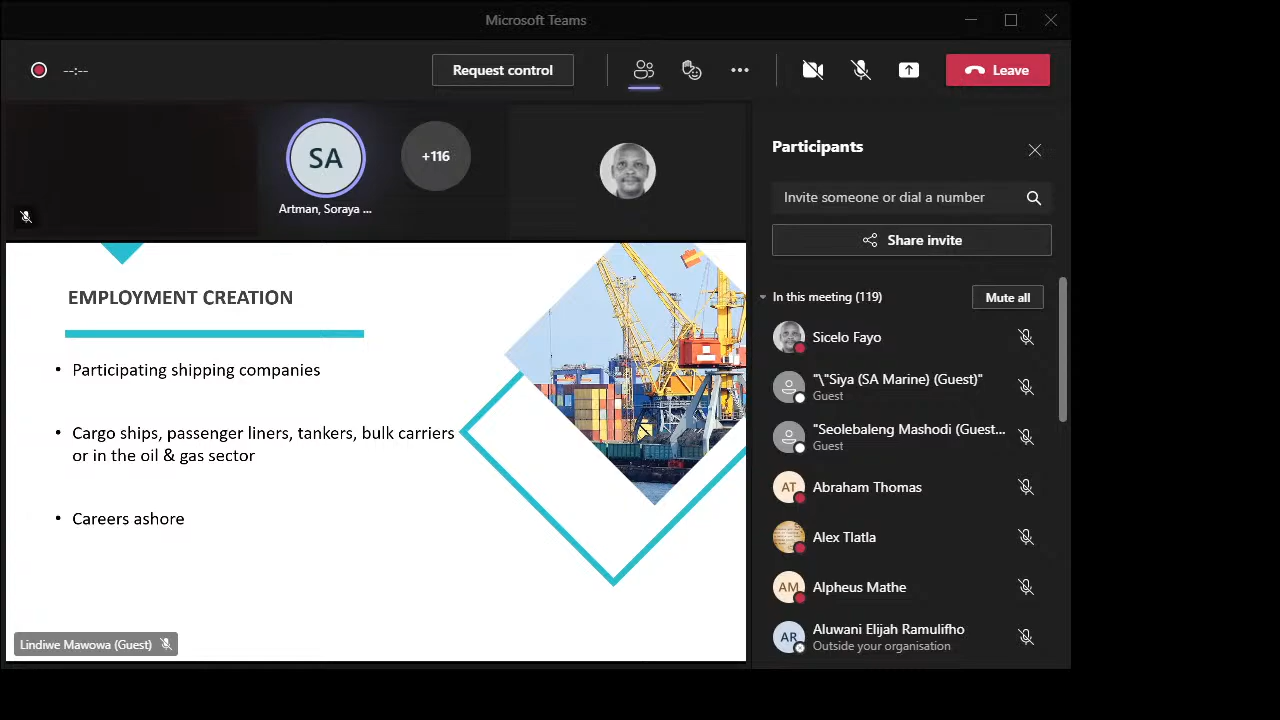 Microsoft Teams
--:--
Request control
Leave
SA
+116
Artman, Soraya ...
Participants
Invite someone or dial a number
Share invite
In this meeting (119)
Mute all
Sicelo Fayo
"\"Siya (SA Marine) (Guest)"
Guest
"Seolebaleng Mashodi (Guest...
Guest
AT
Abraham Thomas
Alex Tlatla
AM
Alpheus Mathe
AR
Aluwani Elijah Ramulifho
Outside your organisation
EMPLOYMENT CREATION
• Participating shipping companies
• Cargo ships, passenger liners, tankers, bulk carriers
or in the oil & gas sector
• Careers ashore
Lindiwe Mawowa (Guest)